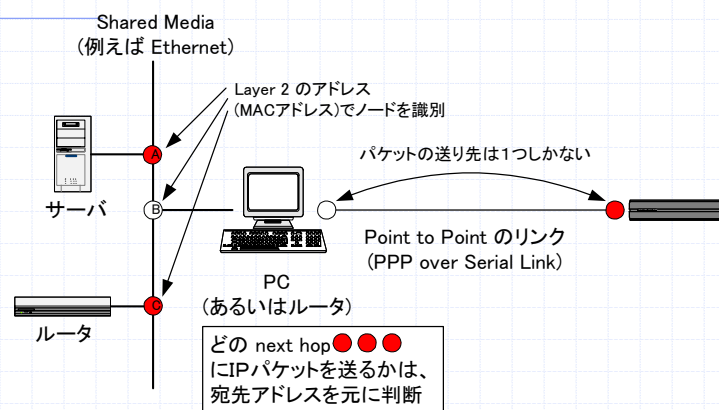 Shared Media
(例えば Ethernet)
Layer 2 のアドレス
(MACアドレス)でノードを識別
A
パケットの送り先は1つしかない
サーバ
B
Point to Point のリンク
(PPP over Serial Link)
PC
(あるいはルータ)
C
ルータ
どの next hop
にIPパケットを送るかは、
宛先アドレスを元に判断